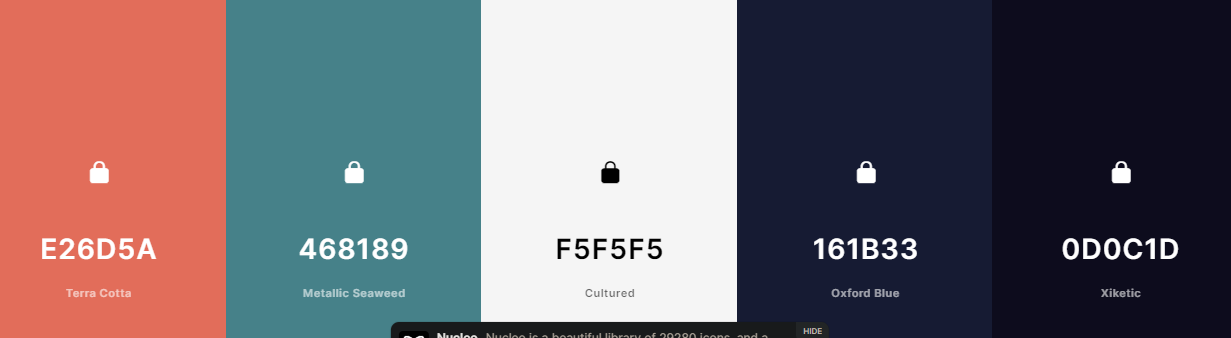 E26D5A
Terra Cotta
468189
Metallic Seaweed
F5F5F5
Cultured
161B33
Oxford Blue
0D0C1D
Xiketic
Nucleo Nucleo is a beautiful library of 29280 icons, and a
HIDE